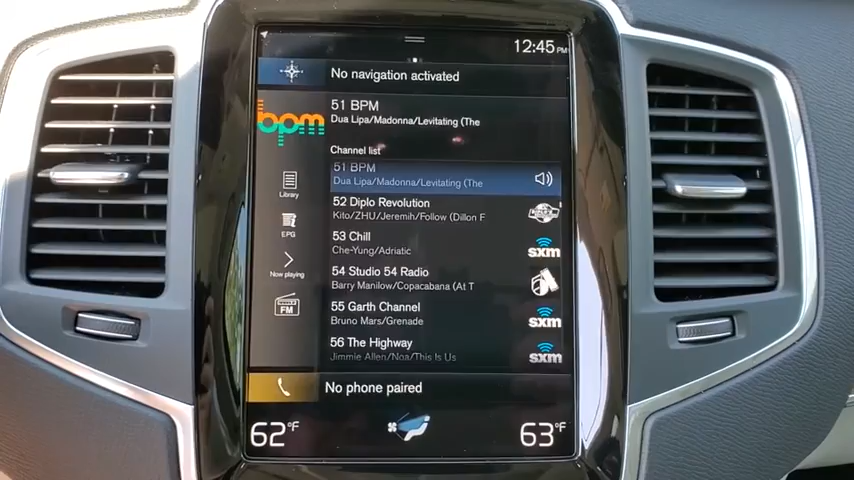 12:45PM
No navigation activated
bpm
51 BPM
Dua Lipa/Madonna/Levitating (The
Channel list
51 BPM
Dua Lipa/Madonna/Levitating (The
Library
52 Diplo Revolution
Kito/ZHU/Jeremih/Follow (Dillon F
EPG
53 Chill
Che-Yung/Adriatic
sxm
Now playing
54 Studio 54 Radio
Barry Manilow/Copacabana (At T
FM
55 Garth Channel
Bruno Mars/Grenade
sxm
56 The Highway
Jimmie Allen/Noa/This Is Us
sxm
No phone paired
62°F
63°F